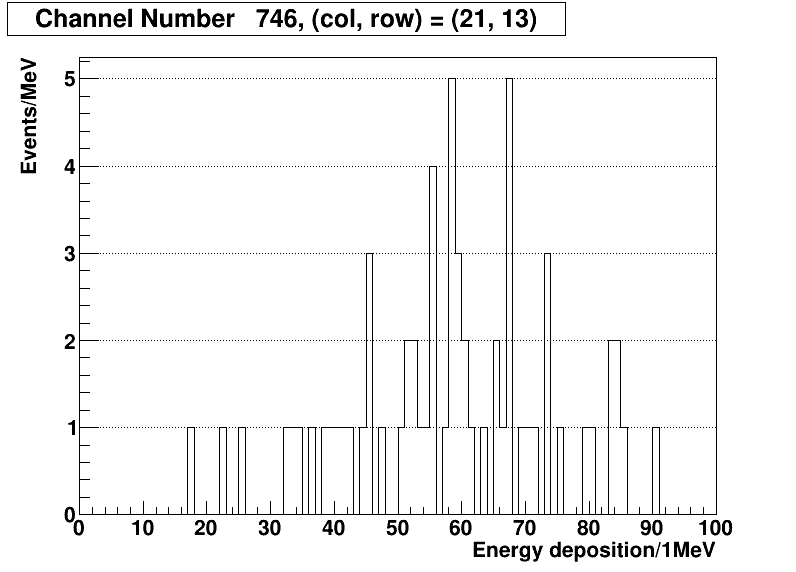 Channel Number 746, (col, row) = (21, 13)
Events/MeV
5
4
3
2
1
0
0 10 20 30 40 50 60 70 80 90 100
Energy deposition/1MeV